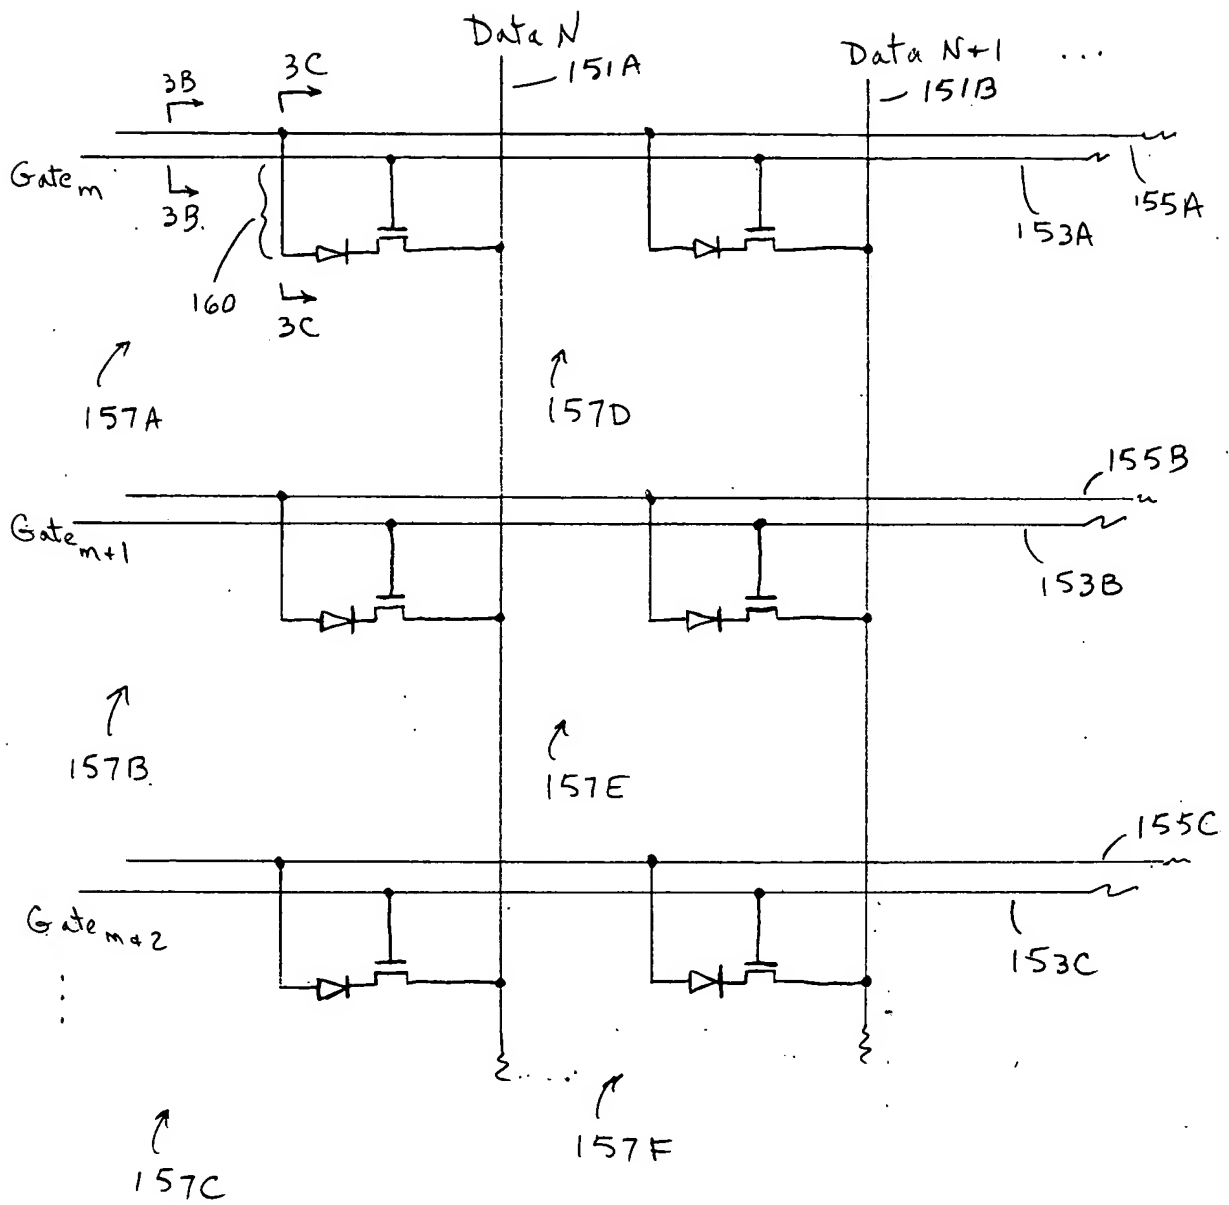 Data N
Data N+1 ...
151A
151B
3B
3C
Gate m
3B.
160
3C
153A
155A
157A
157D
155B
Gate m+1
153B
157B.
157E
155C
Gate m+2
153C
157F
157C